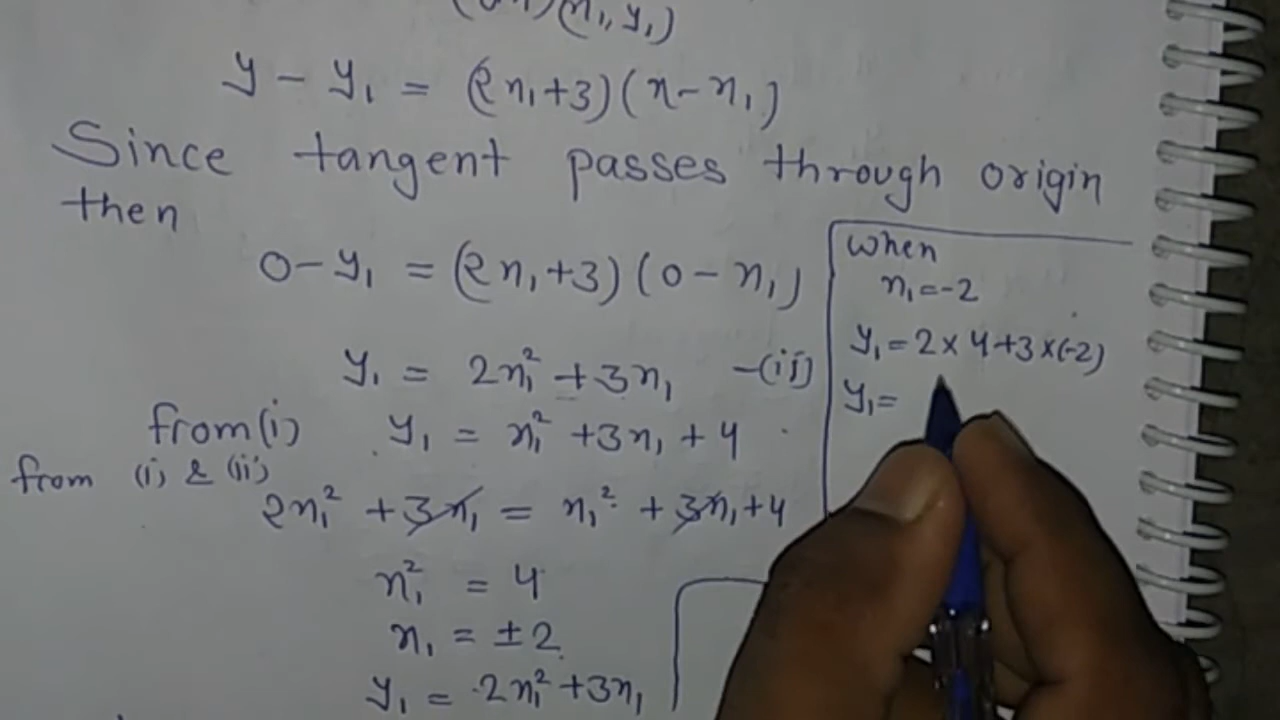 (x₁, y₁)
y - y₁ = (2x₁+3)(x-x₁)
Since tangent passes through origin
then
0-y₁ = (2x₁+3)(0-x₁)
y₁ = 2x₁²+3x₁ -(ii)
from(i) y₁ = x₁²+3x₁+4
from (i) & (ii)
2x₁²+3x₁ = x₁²+3x₁+4
x₁² = 4
x₁ = ±2
y₁ = 2x₁²+3x₁
when
x₁=-2
y₁=2×4+3×(-2)
y₁=